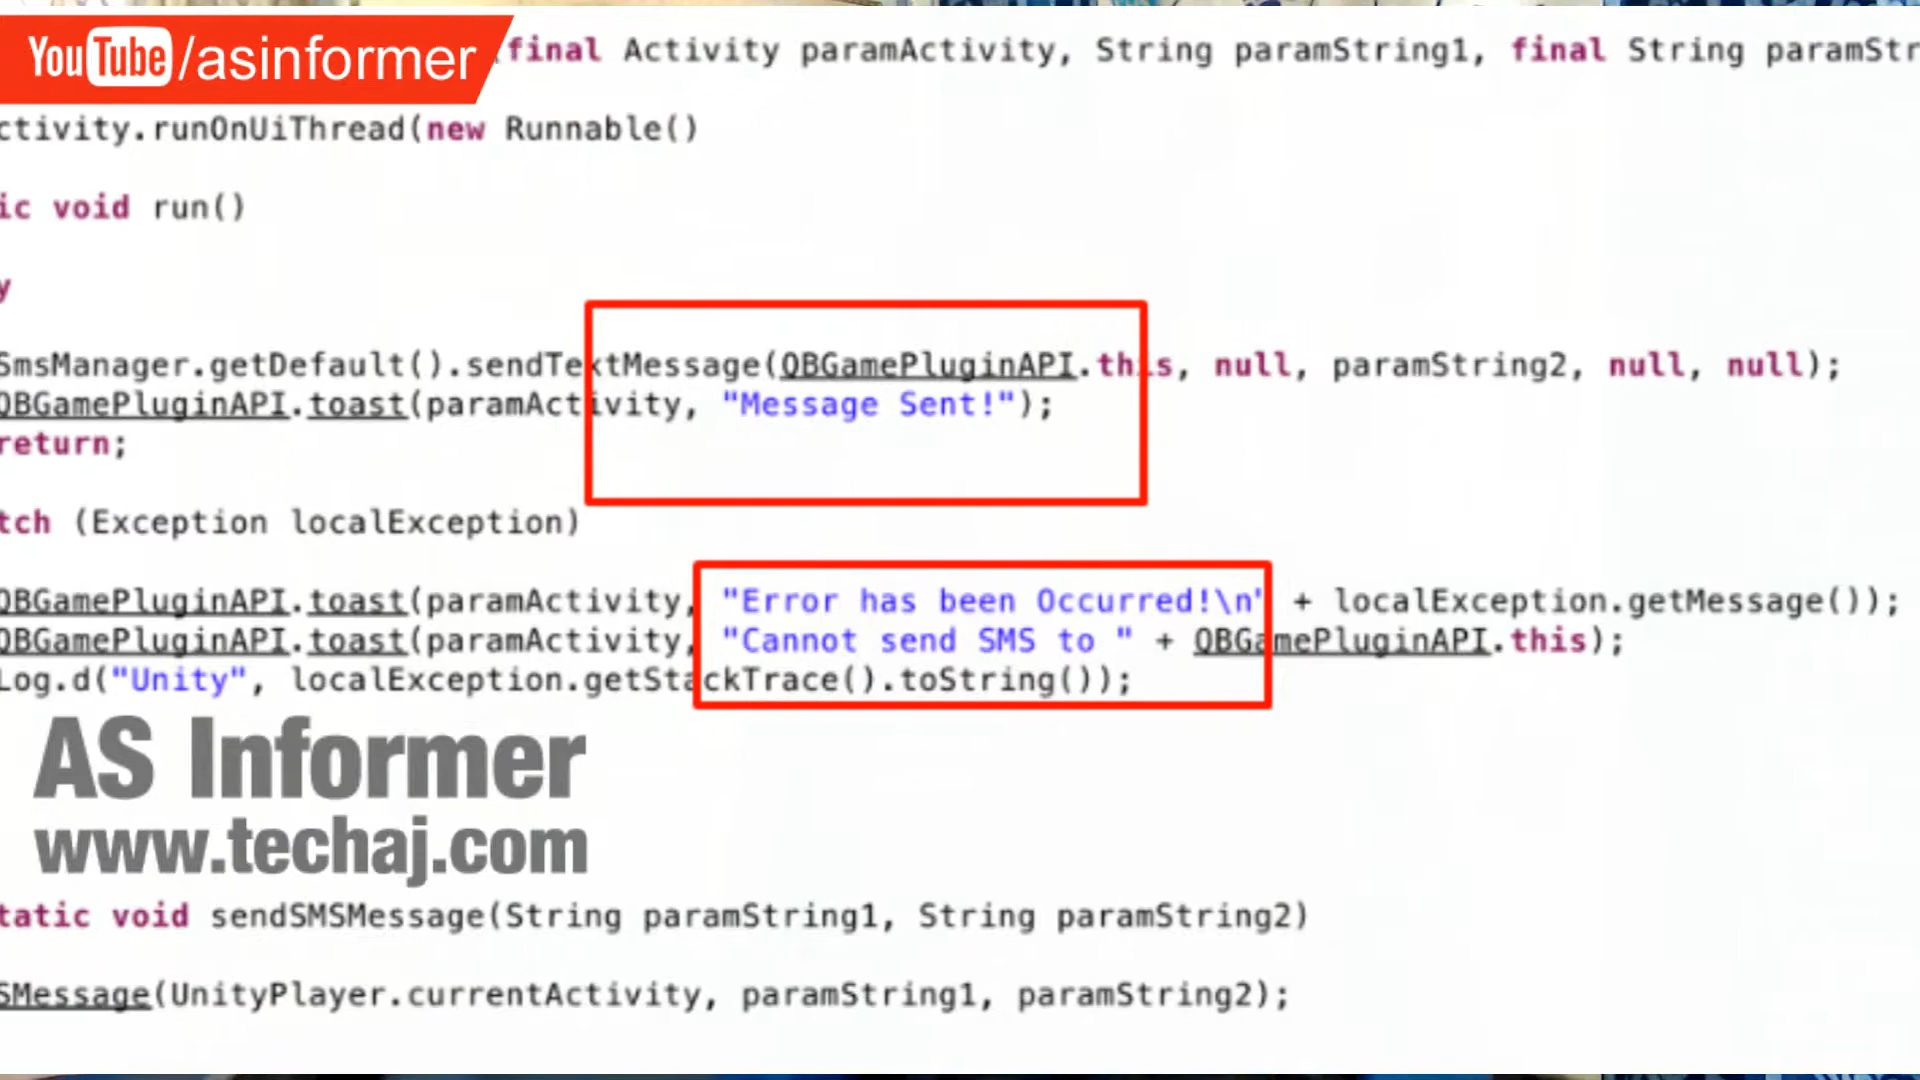 YouTube/asinformer
(final Activity paramActivity, String paramString1, final String paramStr
ctivity.runOnUiThread(new Runnable()
ic void run()
y
SmsManager.getDefault().sendTextMessage(QBGamePluginAPI.this, null, paramString2, null, null);
QBGamePluginAPI.toast(paramActivity, "Message Sent!");
return;
tch (Exception localException)
QBGamePluginAPI.toast(paramActivity, "Error has been Occurred!\n" + localException.getMessage());
QBGamePluginAPI.toast(paramActivity, "Cannot send SMS to " + QBGamePluginAPI.this);
Log.d("Unity", localException.getStackTrace().toString());
AS Informer
www.techaj.com
tatic void sendSMSMessage(String paramString1, String paramString2)
SMessage(UnityPlayer.currentActivity, paramString1, paramString2);